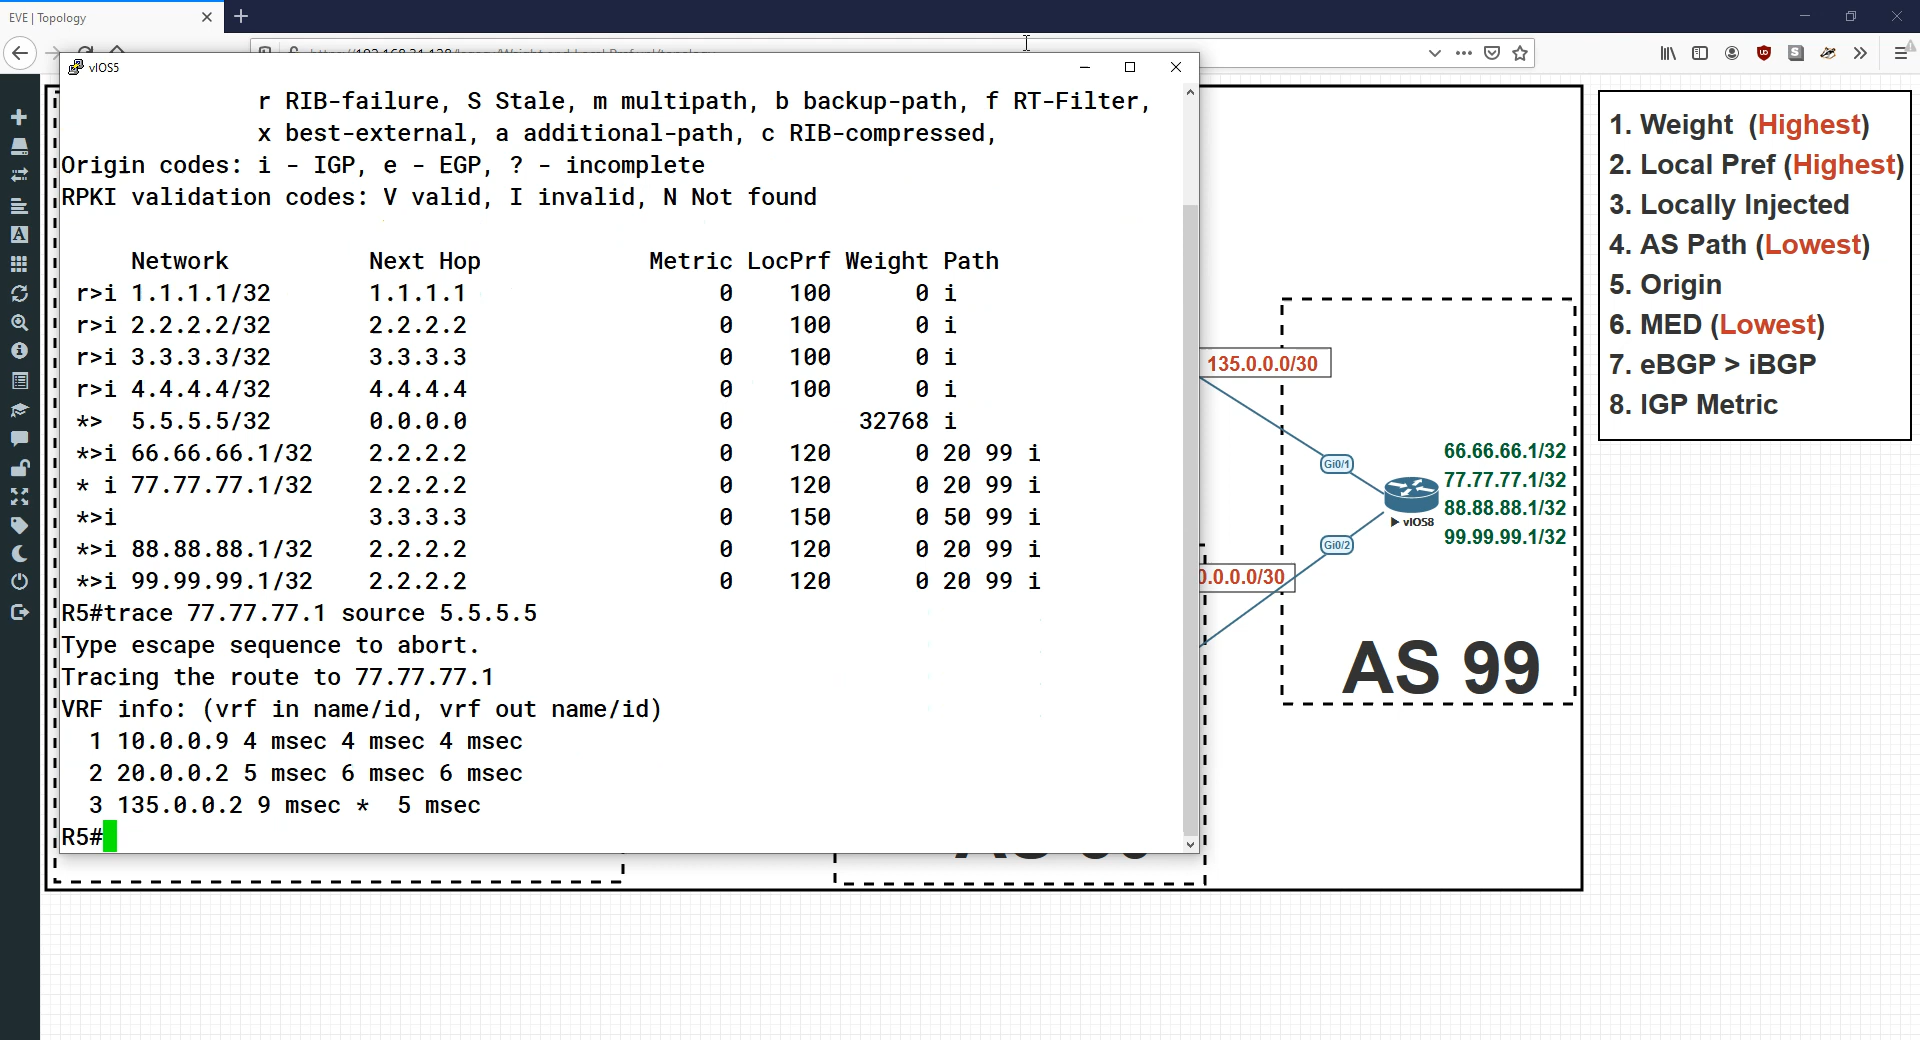 EVE | Topology
vIOS5
r RIB-failure, S Stale, m multipath, b backup-path, f RT-Filter,
x best-external, a additional-path, c RIB-compressed,
Origin codes: i - IGP, e - EGP, ? - incomplete
RPKI validation codes: V valid, I invalid, N Not found
Network Next Hop Metric LocPrf Weight Path
r>i 1.1.1.1/32 1.1.1.1 0 100 0 i
r>i 2.2.2.2/32 2.2.2.2 0 100 0 i
r>i 3.3.3.3/32 3.3.3.3 0 100 0 i
r>i 4.4.4.4/32 4.4.4.4 0 100 0 i
*> 5.5.5.5/32 0.0.0.0 0 32768 i
*>i 66.66.66.1/32 2.2.2.2 0 120 0 20 99 i
* i 77.77.77.1/32 2.2.2.2 0 120 0 20 99 i
*>i 3.3.3.3 0 150 0 50 99 i
*>i 88.88.88.1/32 2.2.2.2 0 120 0 20 99 i
*>i 99.99.99.1/32 2.2.2.2 0 120 0 20 99 i
R5#trace 77.77.77.1 source 5.5.5.5
Type escape sequence to abort.
Tracing the route to 77.77.77.1
VRF info: (vrf in name/id, vrf out name/id)
1 10.0.0.9 4 msec 4 msec 4 msec
2 20.0.0.2 5 msec 6 msec 6 msec
3 135.0.0.2 9 msec * 5 msec
R5#
135.0.0.0/30
Gi0/1
66.66.66.1/32
77.77.77.1/32
88.88.88.1/32
99.99.99.1/32
vIOS8
Gi0/2
0.0.0.0/30
AS 99
1. Weight (Highest)
2. Local Pref (Highest)
3. Locally Injected
4. AS Path (Lowest)
5. Origin
6. MED (Lowest)
7. eBGP > iBGP
8. IGP Metric